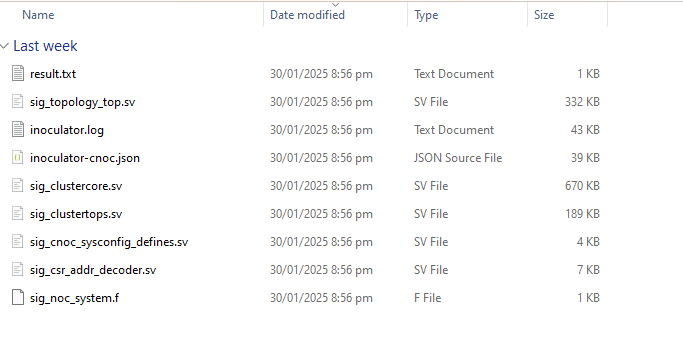 Name Date modified Type Size
Last week
result.txt 30/01/2025 8:56 pm Text Document 1 KB
sig_topology_top.sv 30/01/2025 8:56 pm SV File 332 KB
inoculator.log 30/01/2025 8:56 pm Text Document 43 KB
inoculator-cnoc.json 30/01/2025 8:56 pm JSON Source File 39 KB
sig_clustercore.sv 30/01/2025 8:56 pm SV File 670 KB
sig_clustertops.sv 30/01/2025 8:56 pm SV File 189 KB
sig_cnoc_sysconfig_defines.sv 30/01/2025 8:56 pm SV File 4 KB
sig_csr_addr_decoder.sv 30/01/2025 8:56 pm SV File 7 KB
sig_noc_system.f 30/01/2025 8:56 pm F File 1 KB